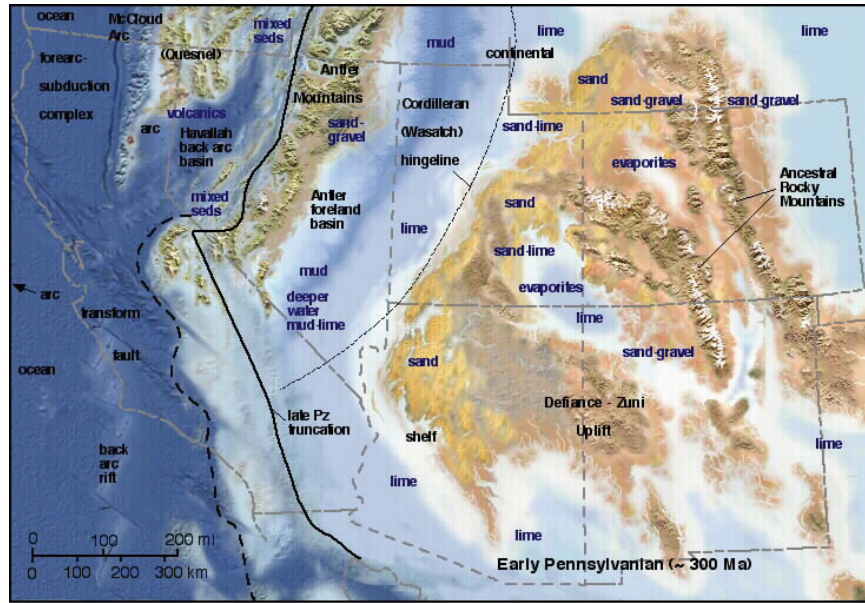 ocean
McCloud
Arc
mixed
seds
(Quesnel)
forearc-
subduction
complex
Antler
Mountains
mud
continental
lime
lime
sand
sand-gravel
sand-gravel
volcanics
arc
Havallah
back arc
basin
sand-
gravel
Cordilleran
(Wasatch)
hingeline
sand-lime
evaporites
Ancestral
Rocky
Mountains
mixed
seds
Antler
foreland
basin
lime
sand
sand-lime
mud
evaporites
deeper
water
mud-lime
arc
transform
fault
lime
ocean
sand
sand-gravel
Defiance - Zuni
Uplift
late Pz
truncation
shelf
lime
back
arc
rift
lime
lime
0 100 200 mi
0 100 200 300 km
Early Pennsylvanian (~ 300 Ma)